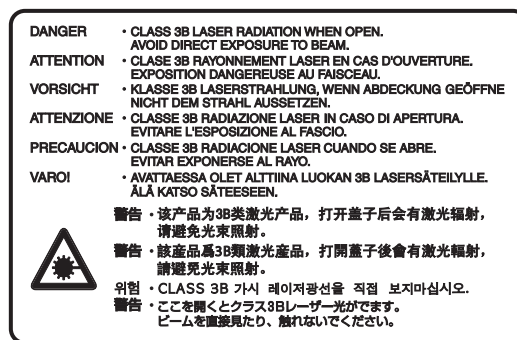 DANGER · CLASS 3B LASER RADIATION WHEN OPEN.
AVOID DIRECT EXPOSURE TO BEAM.
ATTENTION · CLASE 3B RAYONNEMENT LASER EN CAS D'OUVERTURE.
EXPOSITION DANGEREUSE AU FAISCEAU.
VORSICHT · KLASSE 3B LASERSTRAHLUNG, WENN ABDECKUNG GEÖFFNE
NICHT DEM STRAHL AUSSETZEN.
ATTENZIONE · CLASSE 3B RADIAZIONE LASER IN CASO DI APERTURA.
EVITARE L'ESPOSIZIONE AL FASCIO.
PRECAUCION · CLASSE 3B RADIACIONE LASER CUANDO SE ABRE.
EVITAR EXPONERSE AL RAYO.
VARO! · AVATTAESSA OLET ALTTIINA LUOKAN 3B LASERSÄTEILYLLE.
ÄLÄ KATSO SÄTEESEEN.
警告 · 该产品为3B类激光产品，打开盖子后会有激光辐射，
请避免光束照射。
警告 · 該産品爲3B類激光産品，打開蓋子後會有激光輻射，
請避免光束照射。
위험 · CLASS 3B 가시 레이저광선을 직접 보지마십시오.
警告 · ここを開くとクラス3Bレーザー光がでます。
ビームを直接見たり、触れないでください。